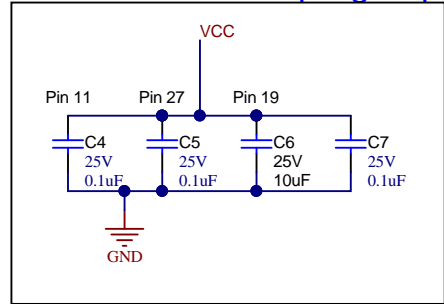 VCC
Pin 11 Pin 27 Pin 19
C4 C5 C6 C7
25V 25V 25V 25V
0.1uF 0.1uF 10uF 0.1uF
GND